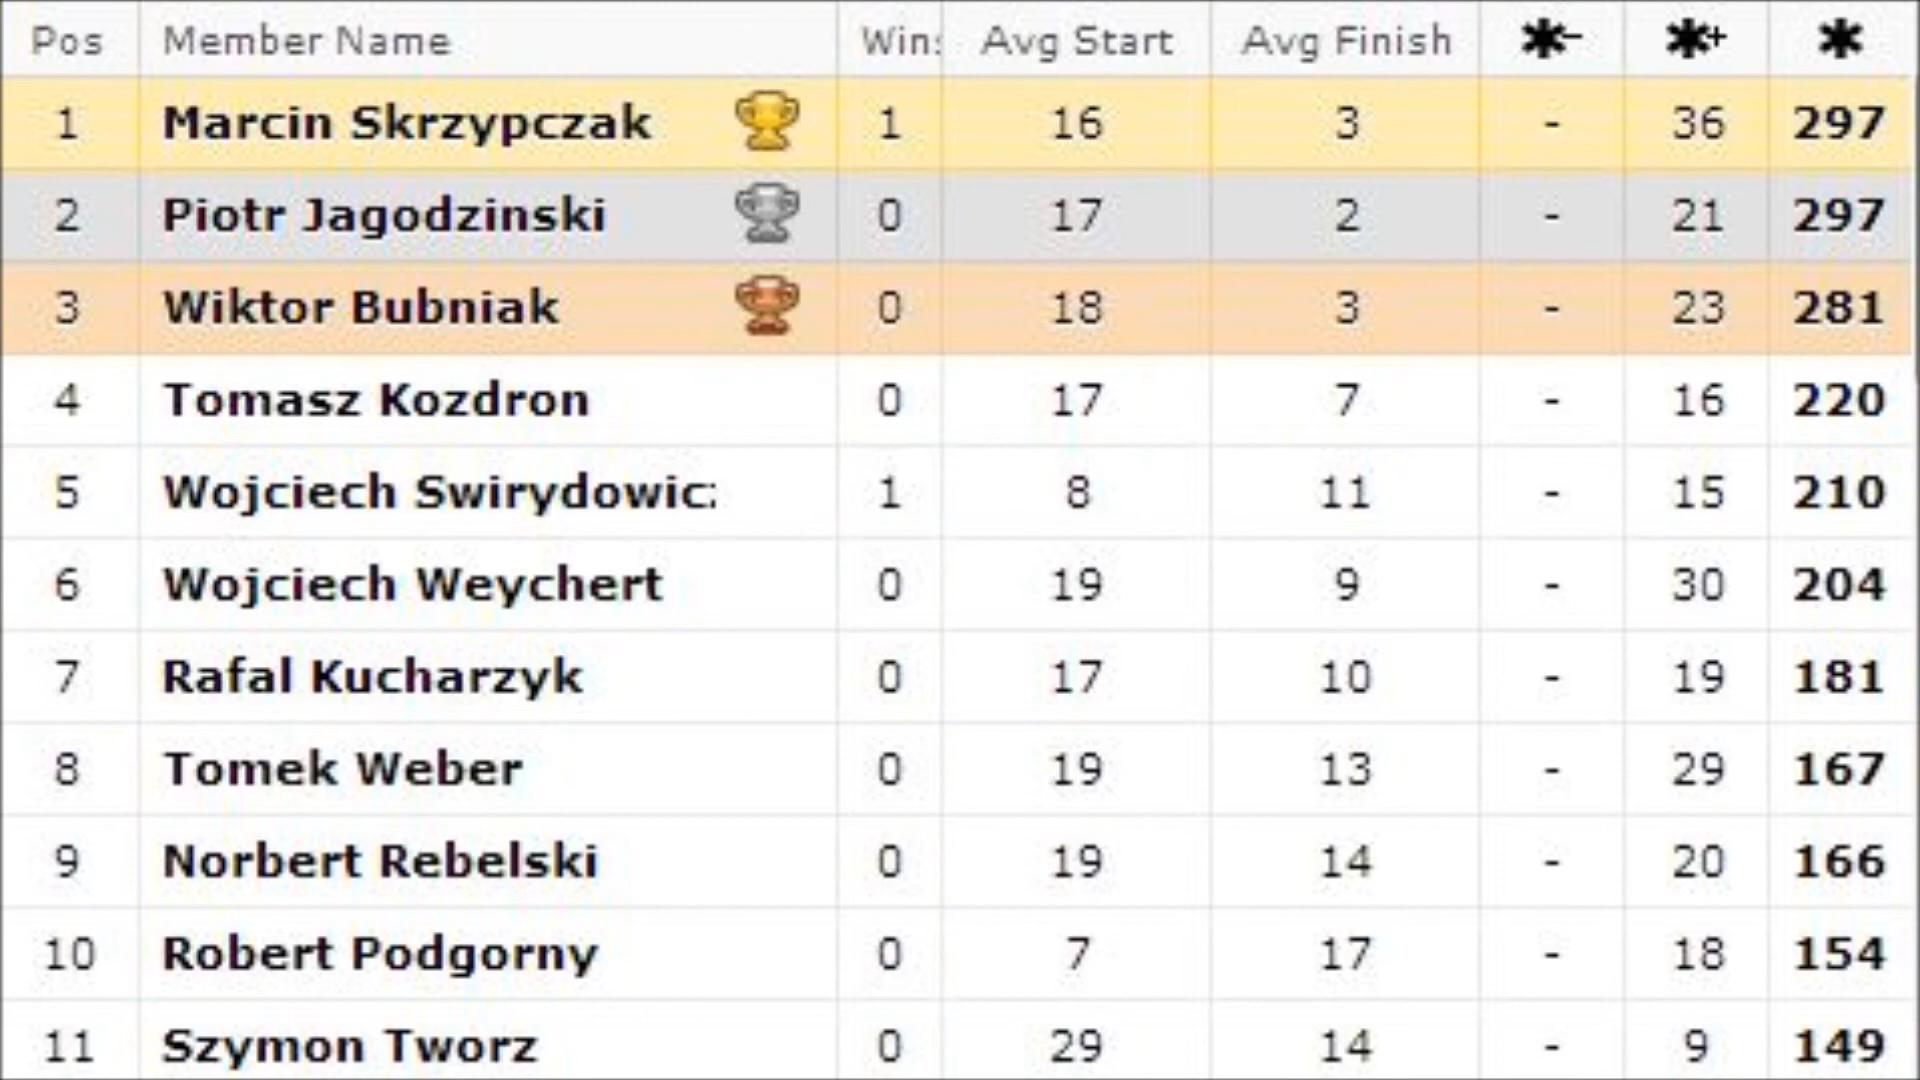 Pos Member Name Win: Avg Start Avg Finish ✱- ✱+ ✱
1 Marcin Skrzypczak 1 16 3 - 36 297
2 Piotr Jagodzinski 0 17 2 - 21 297
3 Wiktor Bubniak 0 18 3 - 23 281
4 Tomasz Kozdron 0 17 7 - 16 220
5 Wojciech Swirydowic: 1 8 11 - 15 210
6 Wojciech Weychert 0 19 9 - 30 204
7 Rafal Kucharzyk 0 17 10 - 19 181
8 Tomek Weber 0 19 13 - 29 167
9 Norbert Rebelski 0 19 14 - 20 166
10 Robert Podgorny 0 7 17 - 18 154
11 Szymon Tworz 0 29 14 - 9 149